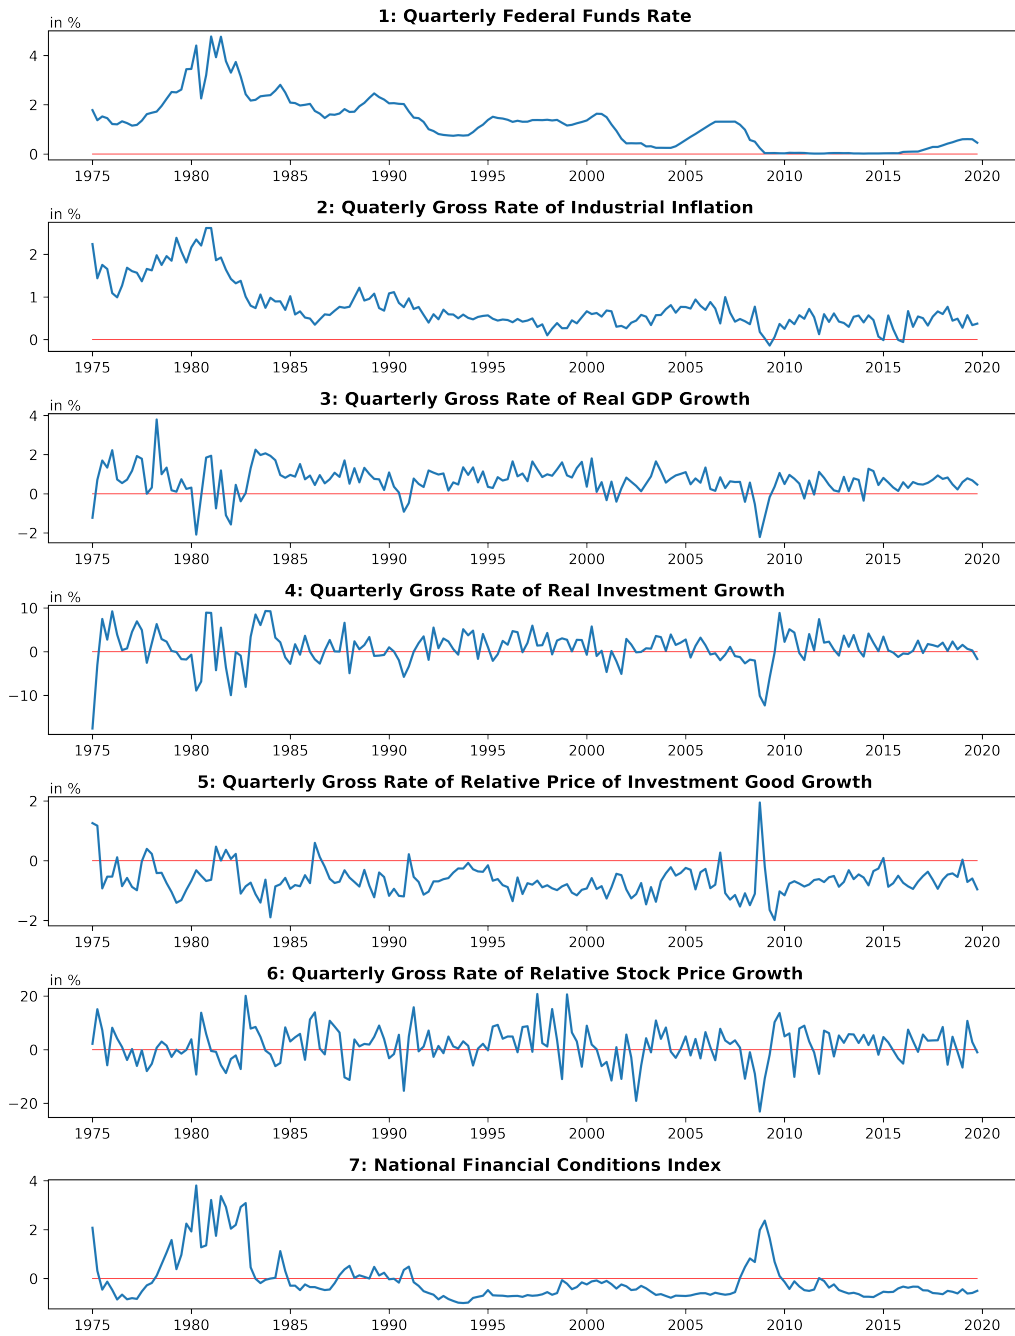 1: Quarterly Federal Funds Rate
in %
4
2
0
1975 1980 1985 1990 1995 2000 2005 2010 2015 2020
2: Quaterly Gross Rate of Industrial Inflation
in %
2
1
0
1975 1980 1985 1990 1995 2000 2005 2010 2015 2020
3: Quarterly Gross Rate of Real GDP Growth
in %
4
2
0
−2
1975 1980 1985 1990 1995 2000 2005 2010 2015 2020
4: Quarterly Gross Rate of Real Investment Growth
in %
10
0
−10
1975 1980 1985 1990 1995 2000 2005 2010 2015 2020
5: Quarterly Gross Rate of Relative Price of Investment Good Growth
in %
2
0
−2
1975 1980 1985 1990 1995 2000 2005 2010 2015 2020
6: Quarterly Gross Rate of Relative Stock Price Growth
in %
20
0
−20
1975 1980 1985 1990 1995 2000 2005 2010 2015 2020
7: National Financial Conditions Index
4
2
0
1975 1980 1985 1990 1995 2000 2005 2010 2015 2020